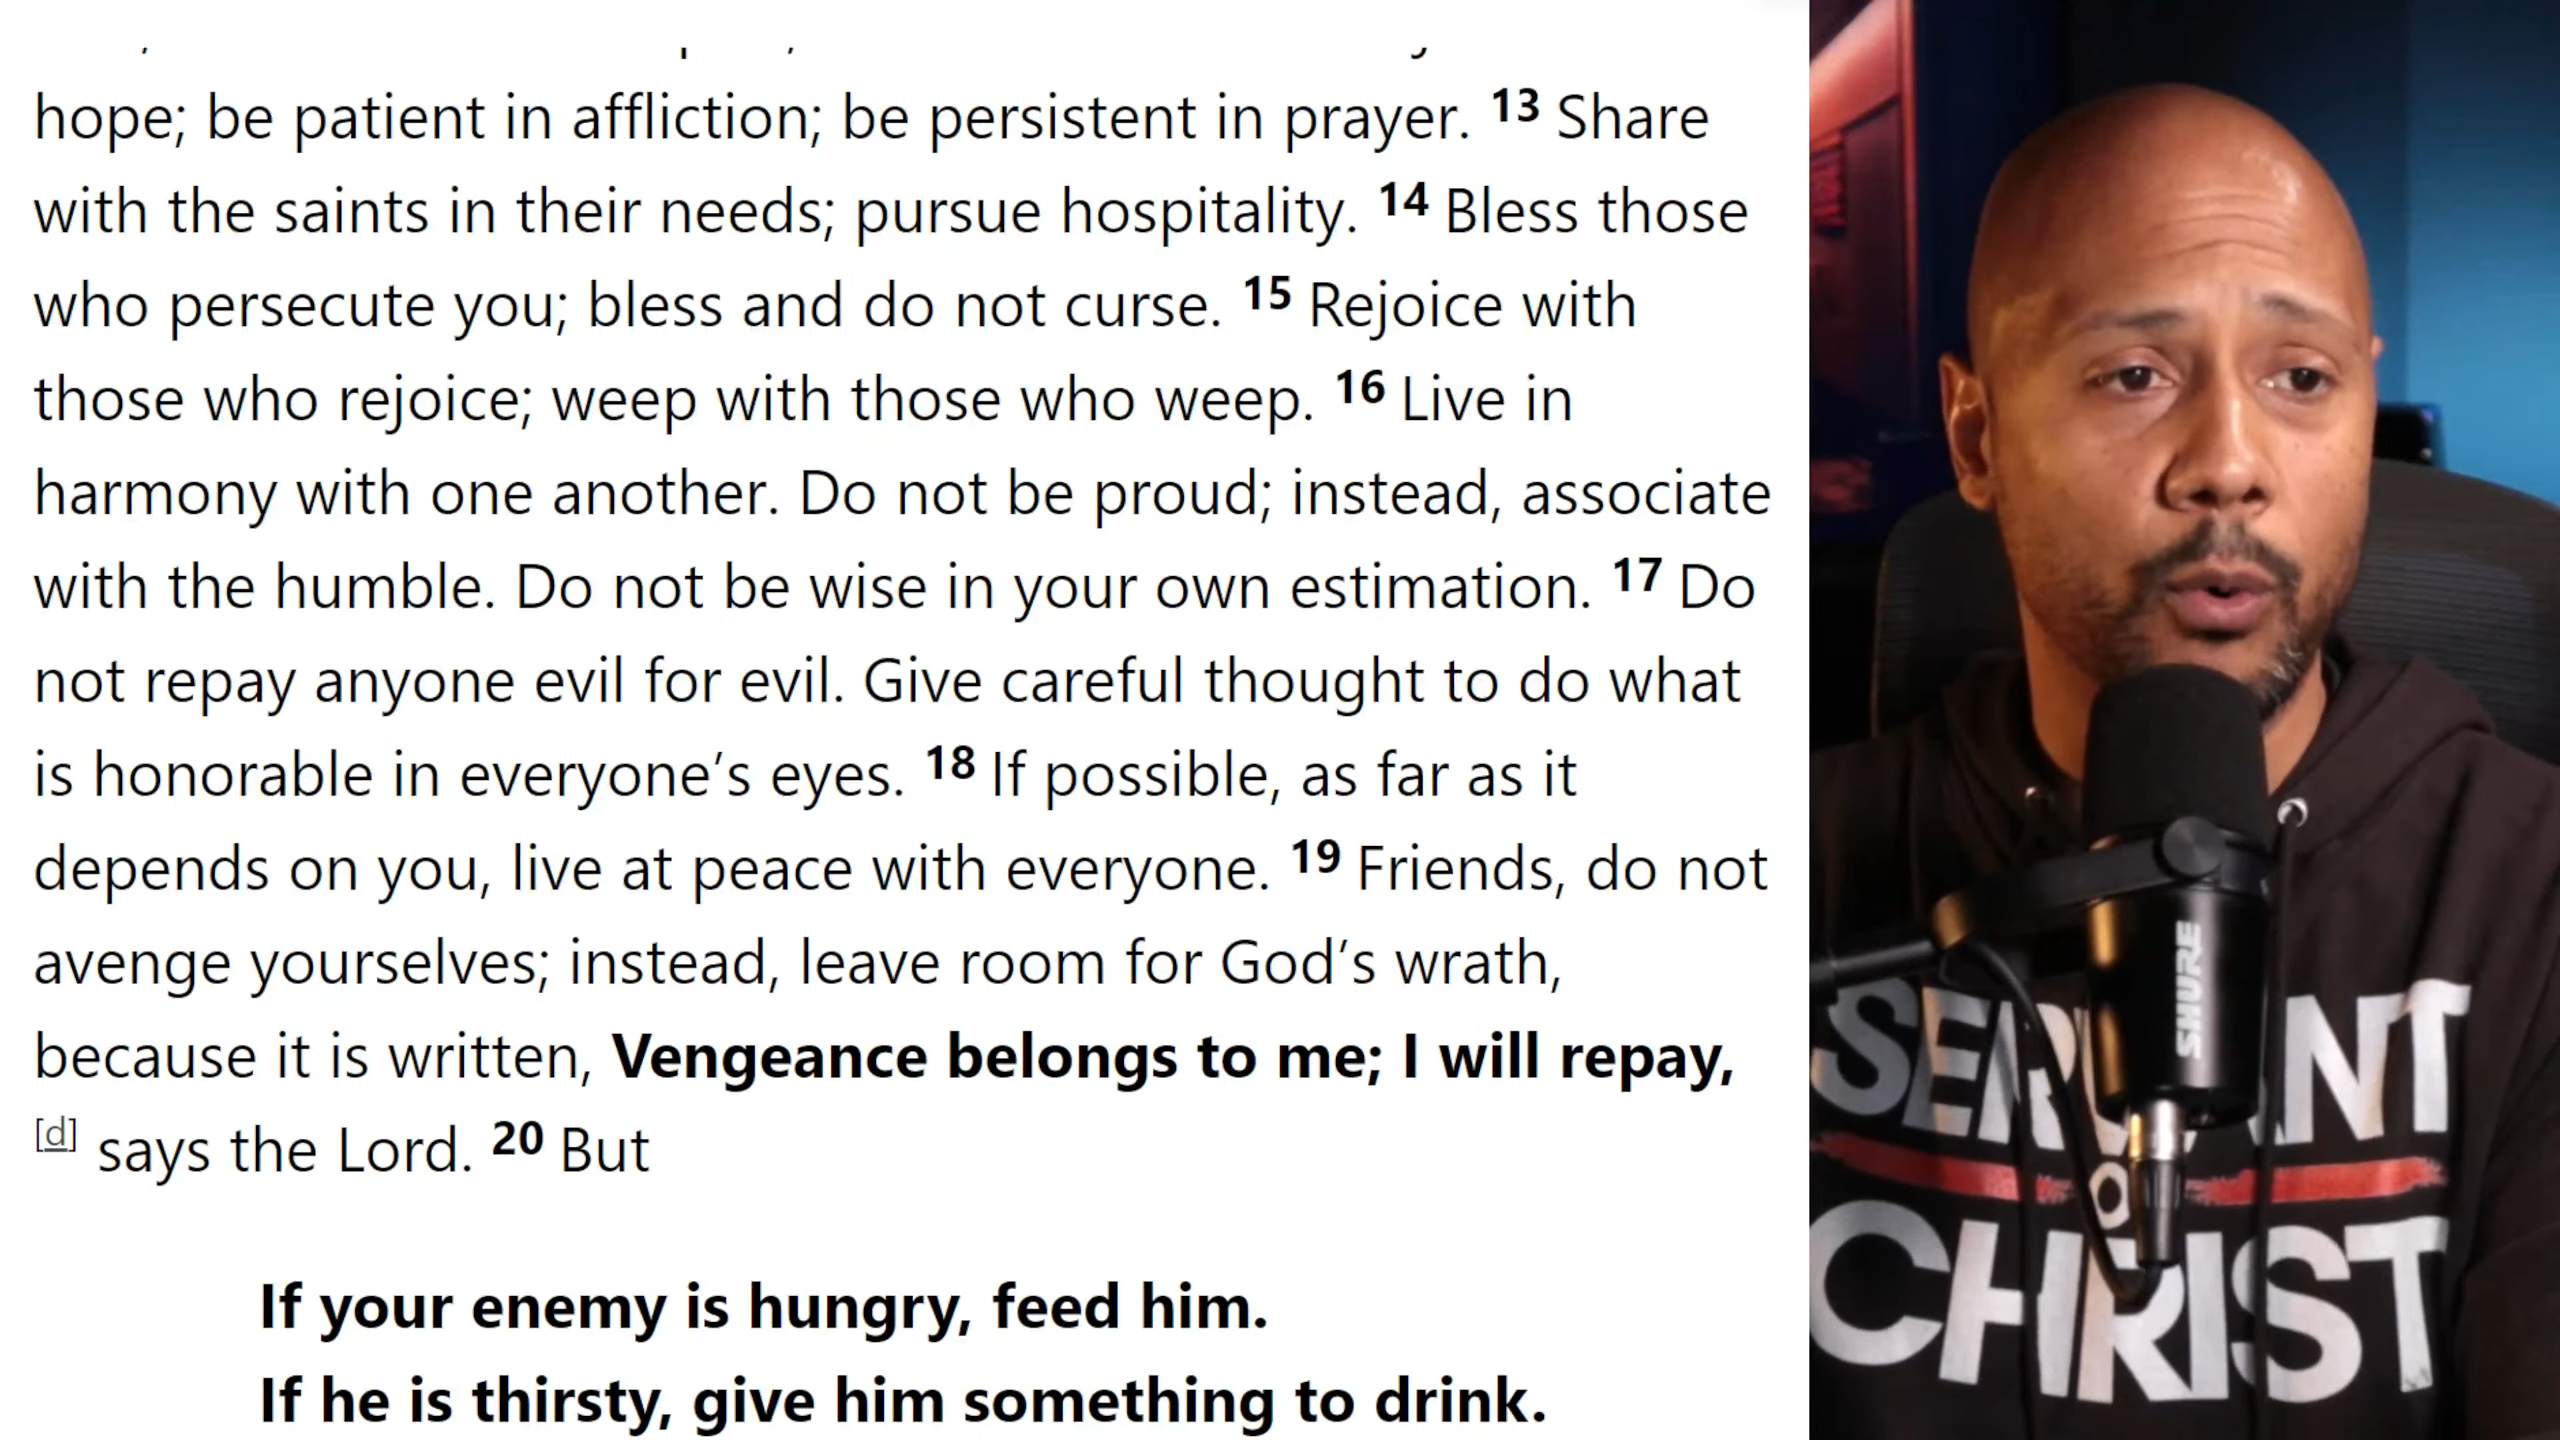 hope; be patient in affliction; be persistent in prayer. 13 Share
with the saints in their needs; pursue hospitality. 14 Bless those
who persecute you; bless and do not curse. 15 Rejoice with
those who rejoice; weep with those who weep. 16 Live in
harmony with one another. Do not be proud; instead, associate
with the humble. Do not be wise in your own estimation. 17 Do
not repay anyone evil for evil. Give careful thought to do what
is honorable in everyone’s eyes. 18 If possible, as far as it
depends on you, live at peace with everyone. 19 Friends, do not
avenge yourselves; instead, leave room for God’s wrath,
because it is written, Vengeance belongs to me; I will repay,
[d] says the Lord. 20 But
If your enemy is hungry, feed him.
If he is thirsty, give him something to drink.
SHURE
SERVANT
OF
CHRIST